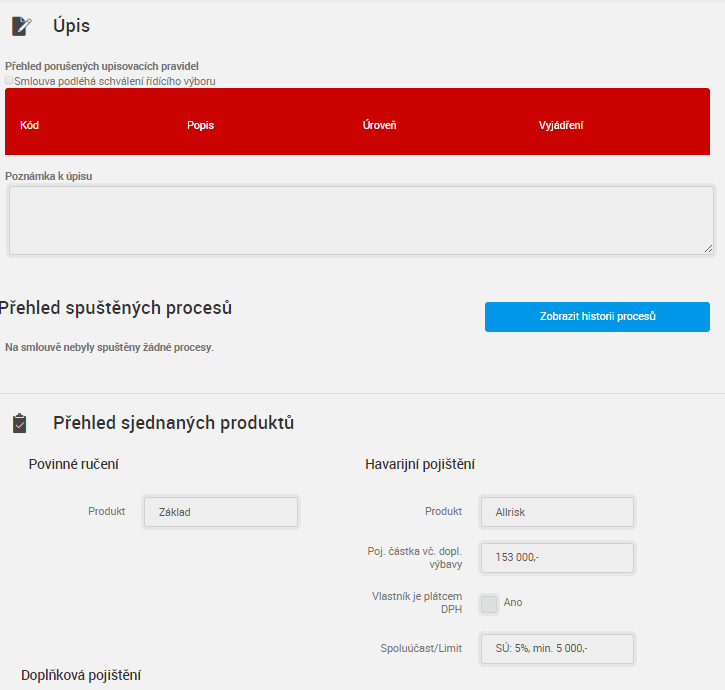 Úpis
Přehled porušených upisovacích pravidel
Smlouva podléhá schválení řídícího výboru
Kód Popis Úroveň Vyjádření
Poznámka k úpisu
Přehled spuštěných procesů
Zobrazit historii procesů
Na smlouvě nebyly spuštěny žádné procesy.
Přehled sjednaných produktů
Povinné ručení Havarijní pojištění
Produkt Základ Produkt Allrisk
Poj. částka vč. dopl.
výbavy 153 000,-
Vlastník je plátcem
DPH Ano
Spoluúčast/Limit SÚ: 5%, min. 5 000,-
Doplňková pojištění